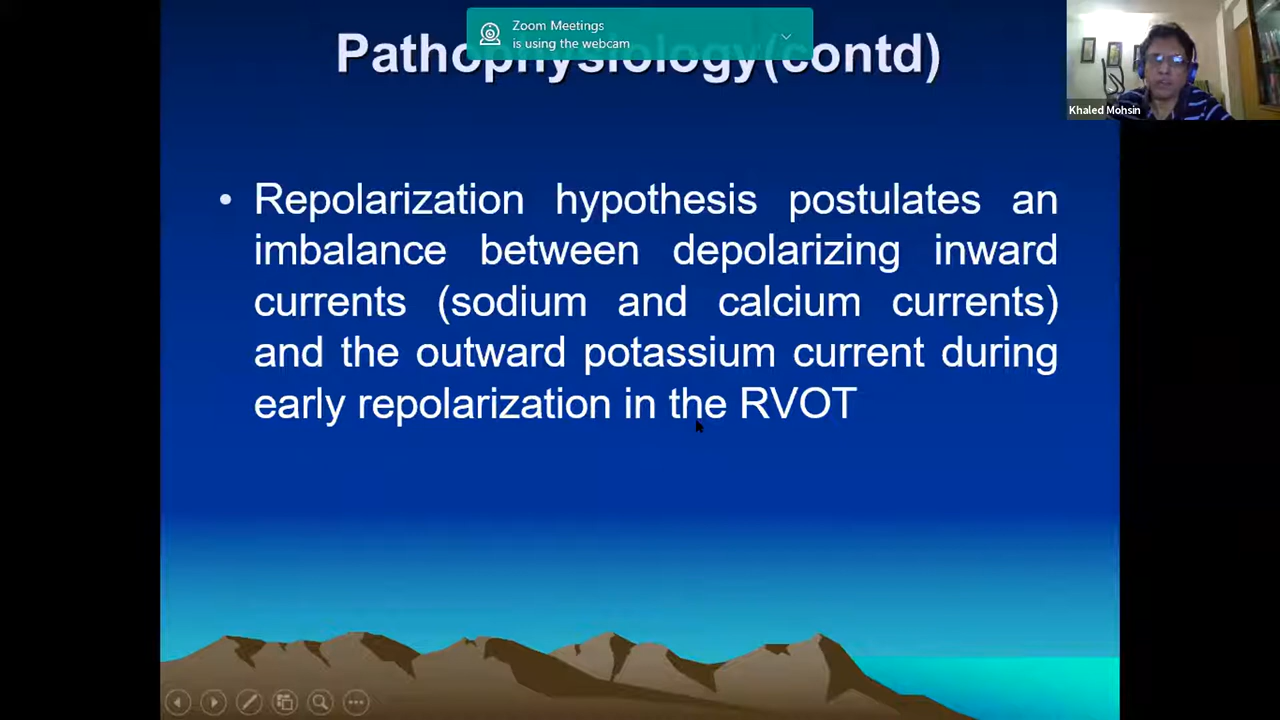 Zoom Meetings
is using the webcam
Pathophysiology(contd)
Khaled Mohsin
• Repolarization hypothesis postulates an
imbalance between depolarizing inward
currents (sodium and calcium currents)
and the outward potassium current during
early repolarization in the RVOT